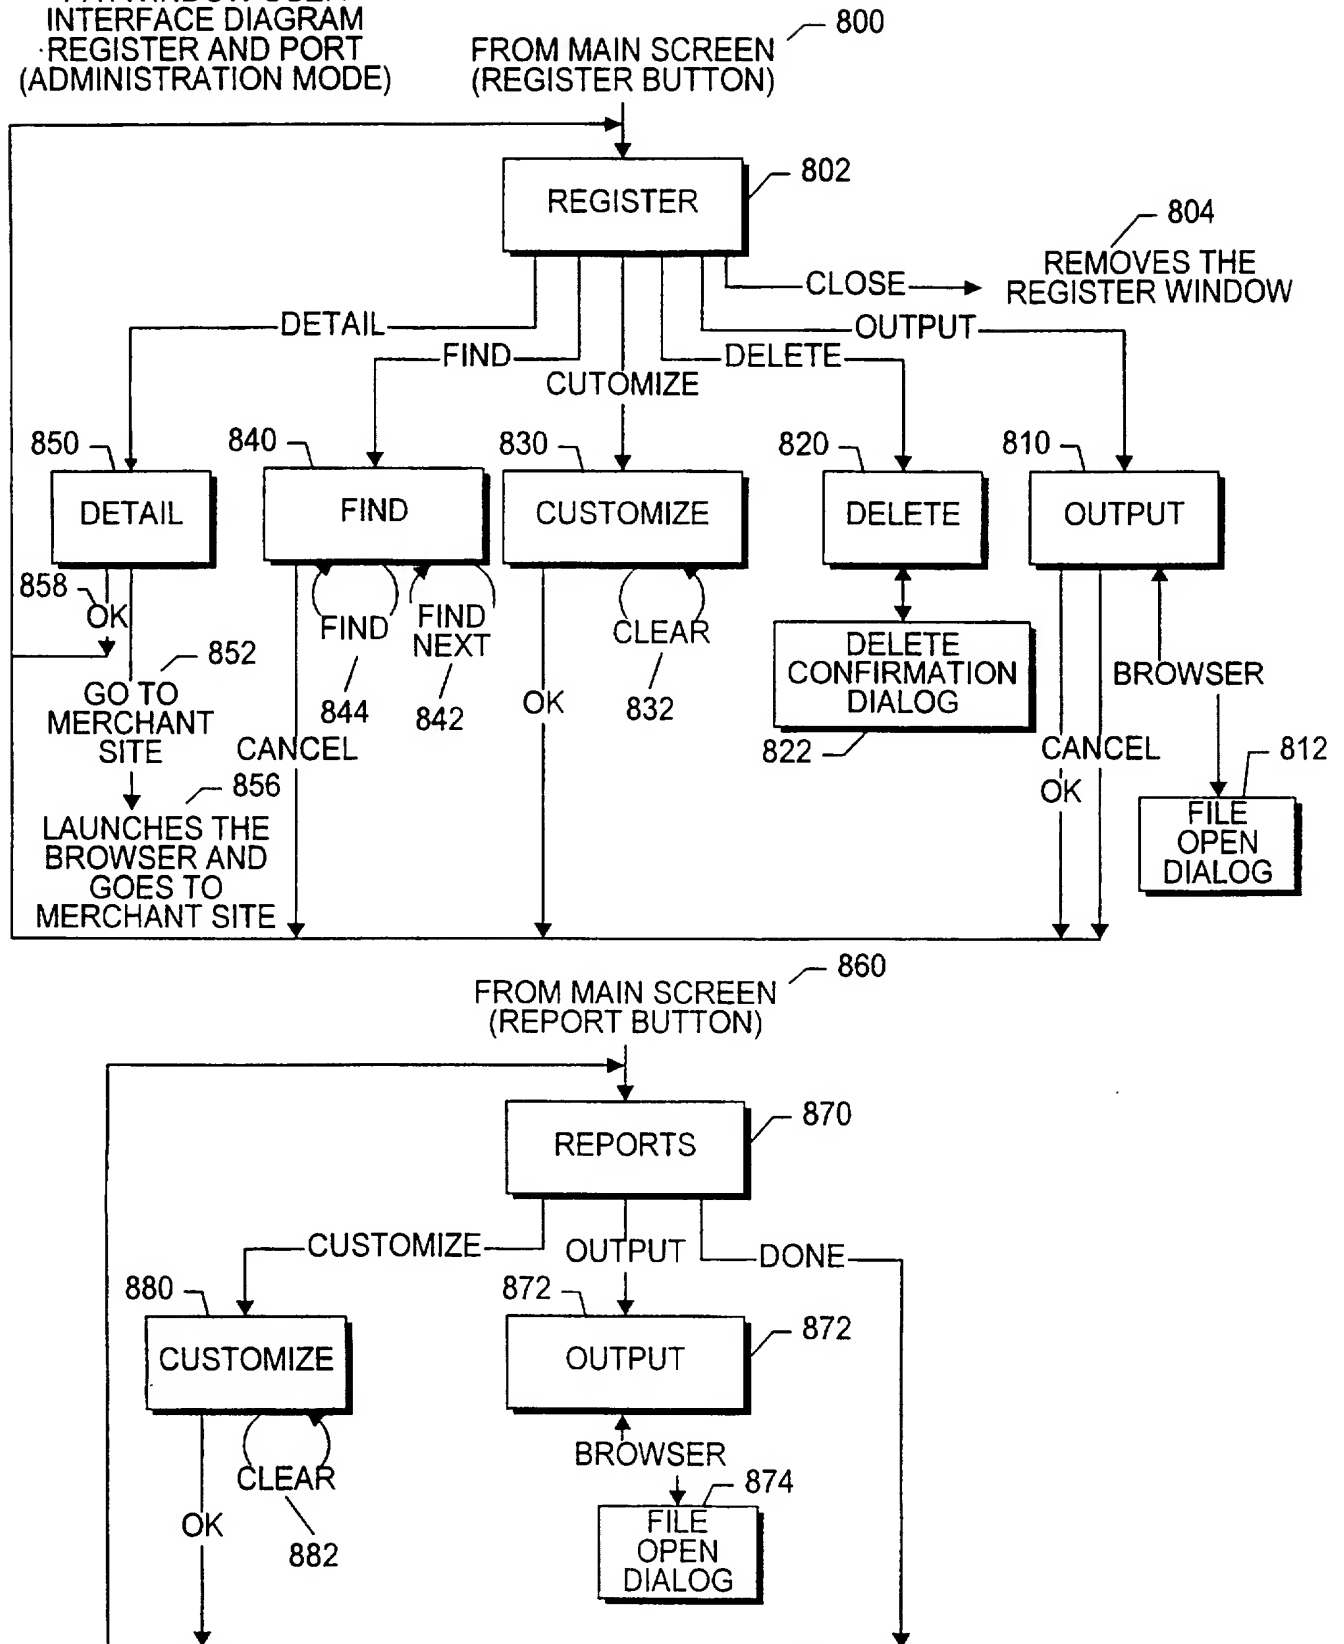 INTERFACE DIAGRAM
REGISTER AND PORT
(ADMINISTRATION MODE)
800
FROM MAIN SCREEN
(REGISTER BUTTON)
802
REGISTER
804
REMOVES THE
REGISTER WINDOW
CLOSE
DETAIL
OUTPUT
FIND
DELETE
CUTOMIZE
850
840
830
820
810
DETAIL
FIND
CUSTOMIZE
DELETE
OUTPUT
858
OK
FIND
FIND
NEXT
CLEAR
DELETE
CONFIRMATION
DIALOG
BROWSER
852
GO TO
MERCHANT
SITE
844
842
OK
832
CANCEL
822
CANCEL
812
OK
856
LAUNCHES THE
BROWSER AND
GOES TO
MERCHANT SITE
FILE
OPEN
DIALOG
860
FROM MAIN SCREEN
(REPORT BUTTON)
870
REPORTS
CUSTOMIZE
OUTPUT
DONE
880
872
872
CUSTOMIZE
OUTPUT
BROWSER
CLEAR
874
OK
882
FILE
OPEN
DIALOG